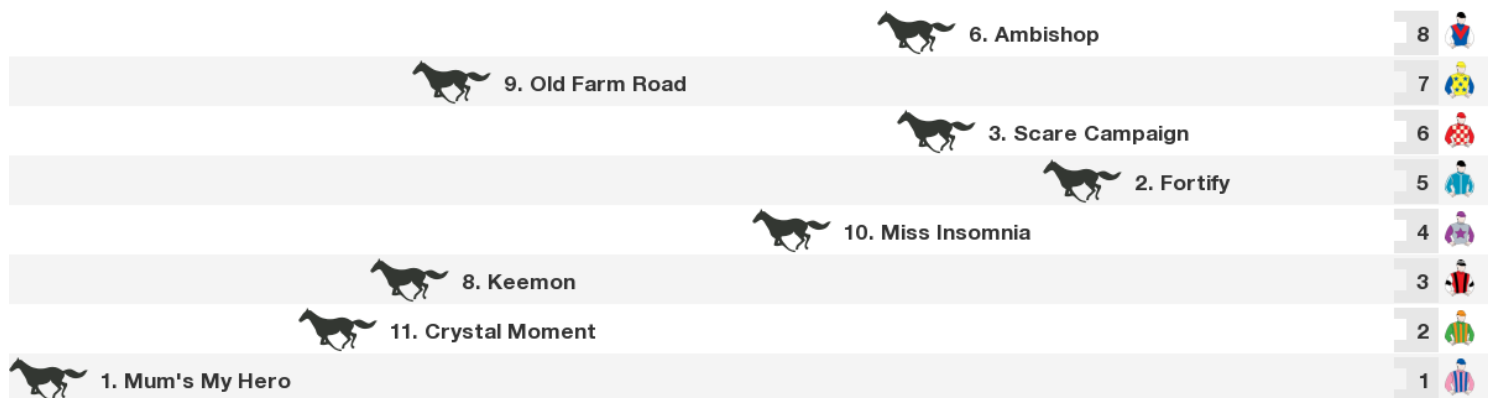 6. Ambishop 8
9. Old Farm Road 7
3. Scare Campaign 6
2. Fortify 5
10. Miss Insomnia 4
8. Keemon 3
11. Crystal Moment 2
1. Mum's My Hero 1